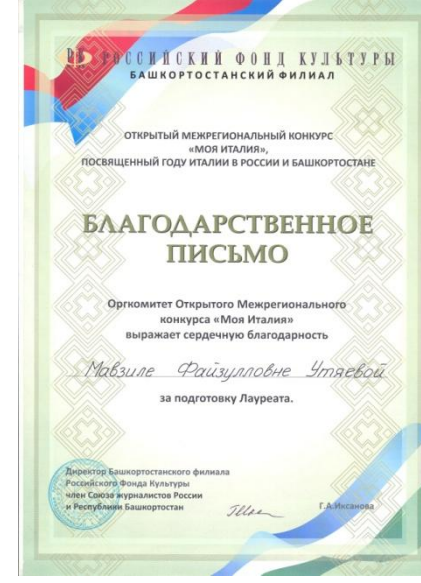 РОССИЙСКИЙ ФОНД КУЛЬТУРЫ
БАШКОРТОСТАНСКИЙ ФИЛИАЛ
ОТКРЫТЫЙ МЕЖРЕГИОНАЛЬНЫЙ КОНКУРС
«МОЯ ИТАЛИЯ»,
ПОСВЯЩЕННЫЙ ГОДУ ИТАЛИИ В РОССИИ И БАШКОРТОСТАНЕ
БЛАГОДАРСТВЕННОЕ
ПИСЬМО
Оргкомитет Открытого Межрегионального
конкурса «Моя Италия»
выражает сердечную благодарность
Мавзиле Файзулловне Утяевой
за подготовку Лауреата.
Директор Башкортостанского филиала
Российского Фонда Культуры
член Союза журналистов России
и Республики Башкортостан
Г.А.Иксанова